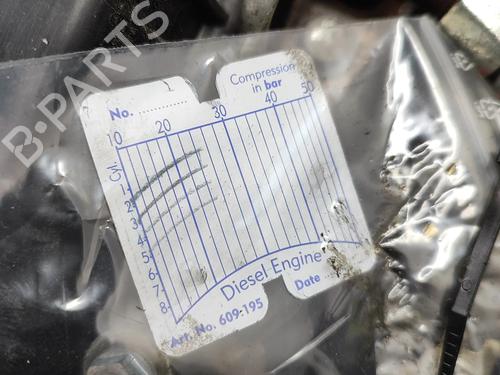 B-PARTS
No. ............ 1
Compression
in bar
10 20 30 40 50
Cyl.
1
2
3
4
5
6
7
8
Diesel Engine
Art. No. 609-195 Date